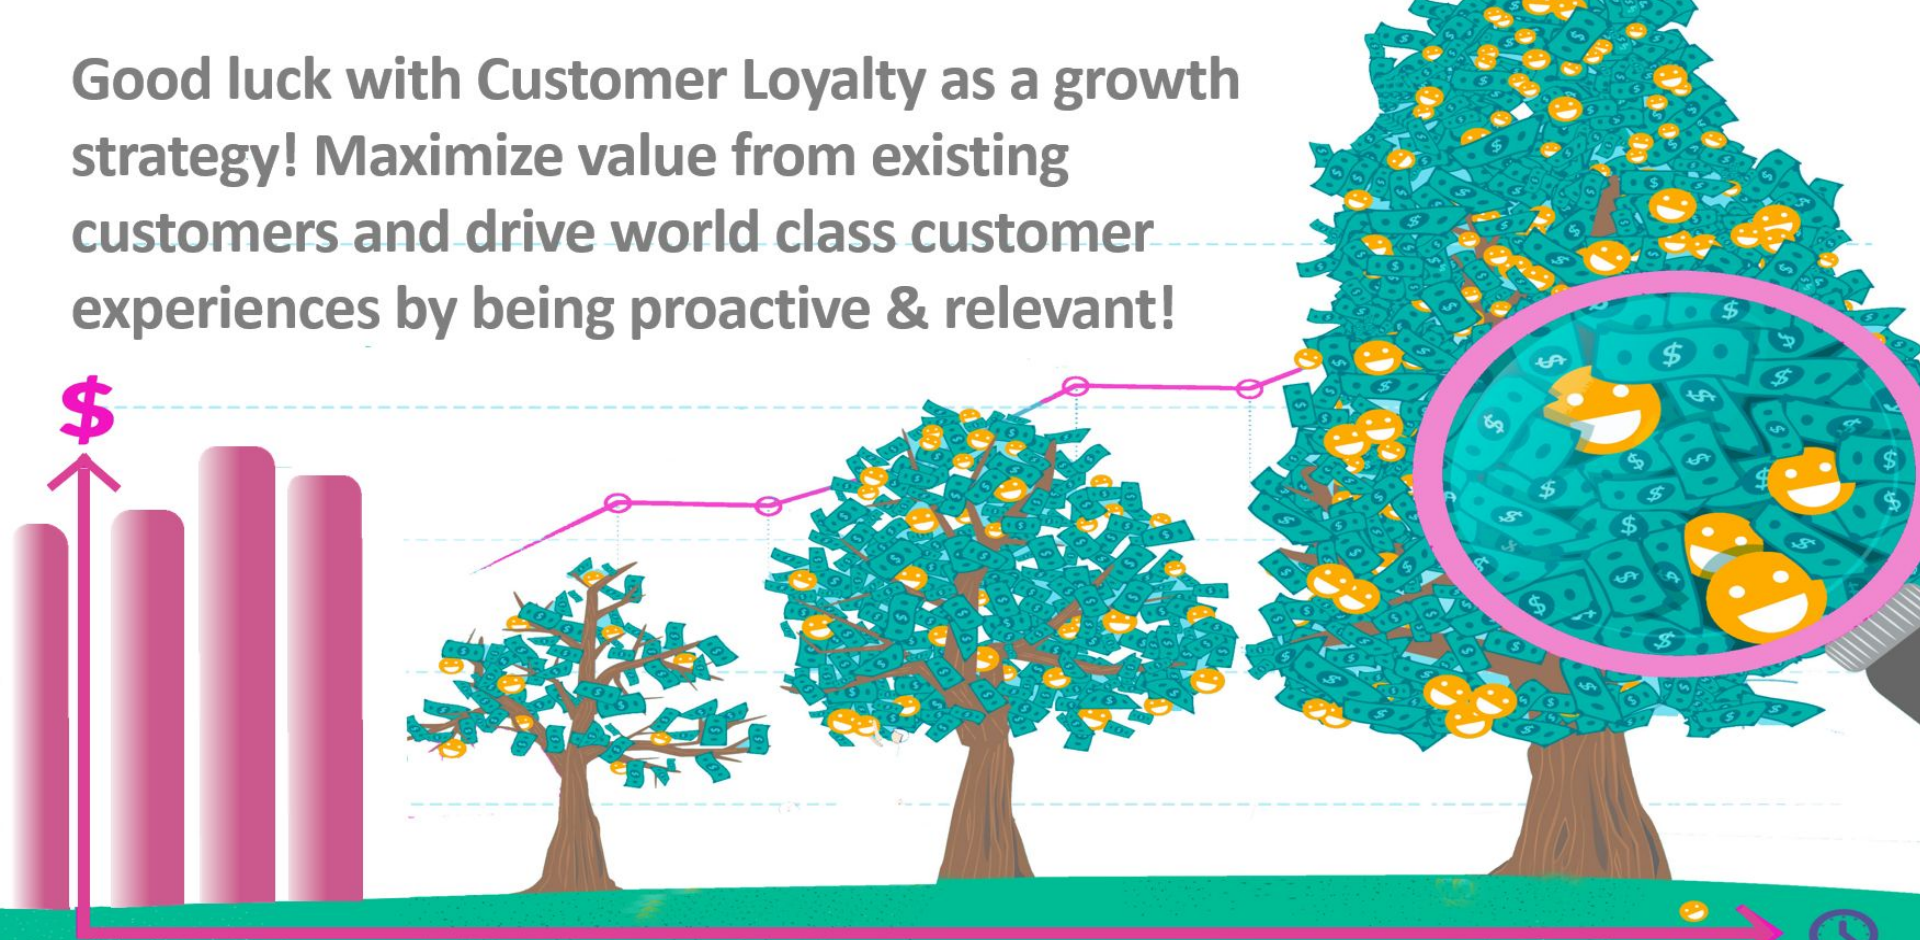 Good luck with Customer Loyalty as a growth
strategy! Maximize value from existing
customers and drive world class customer
experiences by being proactive & relevant!
$